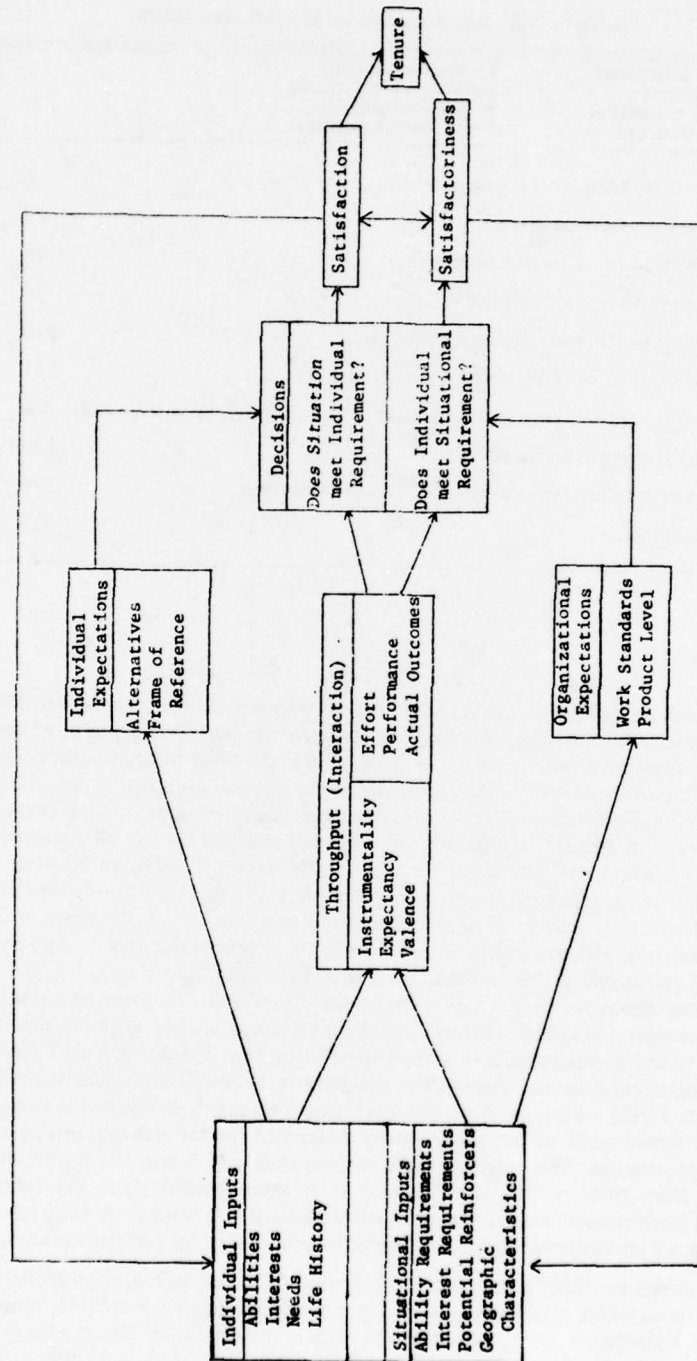 Individual Inputs
Abilities
Interests
Needs
Life History
Situational Inputs
Ability Requirements
Interest Requirements
Potential Reinforcers
Geographic
Characteristics
Individual
Expectations
Alternatives
Frame of
Reference
Throughput (Interaction)
Instrumentality
Expectancy
Valence
Effort
Performance
Actual Outcomes
Organizational
Expectations
Work Standards
Product Level
Decisions
Does Situation
meet Individual
Requirement?
Does Individual
meet Situational
Requirement?
Satisfaction
Satisfactoriness
Tenure